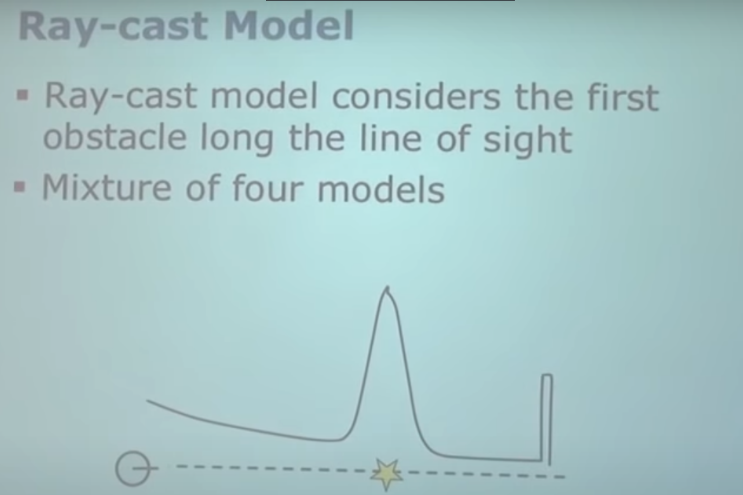 Ray-cast Model
▪ Ray-cast model considers the first
obstacle long the line of sight
▪ Mixture of four models